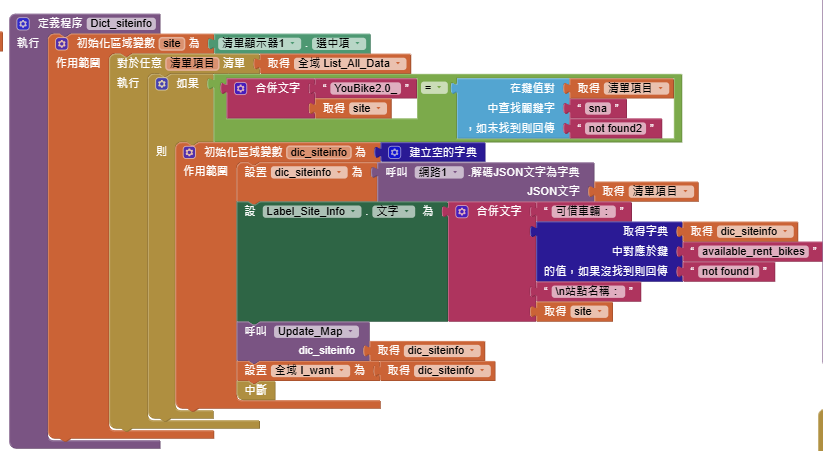 定義程序 Dict_siteinfo
執行 初始化區域變數 site 為 清單顯示器1 . 選中項
作用範圍 對於任意 清單項目 清單 取得 全域 List_All_Data
執行 如果 合併文字 “ YouBike2.0_ ” = 在鍵值對 取得 清單項目
取得 site 中查找關鍵字 “ sna ”
，如未找到則回傳 “ not found2 ”
則 初始化區域變數 dic_siteinfo 為 建立空的字典
作用範圍 設置 dic_siteinfo 為 呼叫 網路1 .解碼JSON文字為字典
JSON文字 取得 清單項目
設 Label_Site_Info . 文字 為 合併文字 “ 可借車輛： ”
取得字典 取得 dic_siteinfo
中對應於鍵 “ available_rent_bikes ”
的值，如果沒找到則回傳 “ not found1 ”
“ \n站點名稱： ”
取得 site
呼叫 Update_Map
dic_siteinfo 取得 dic_siteinfo
設置 全域 I_want 為 取得 dic_siteinfo
中斷